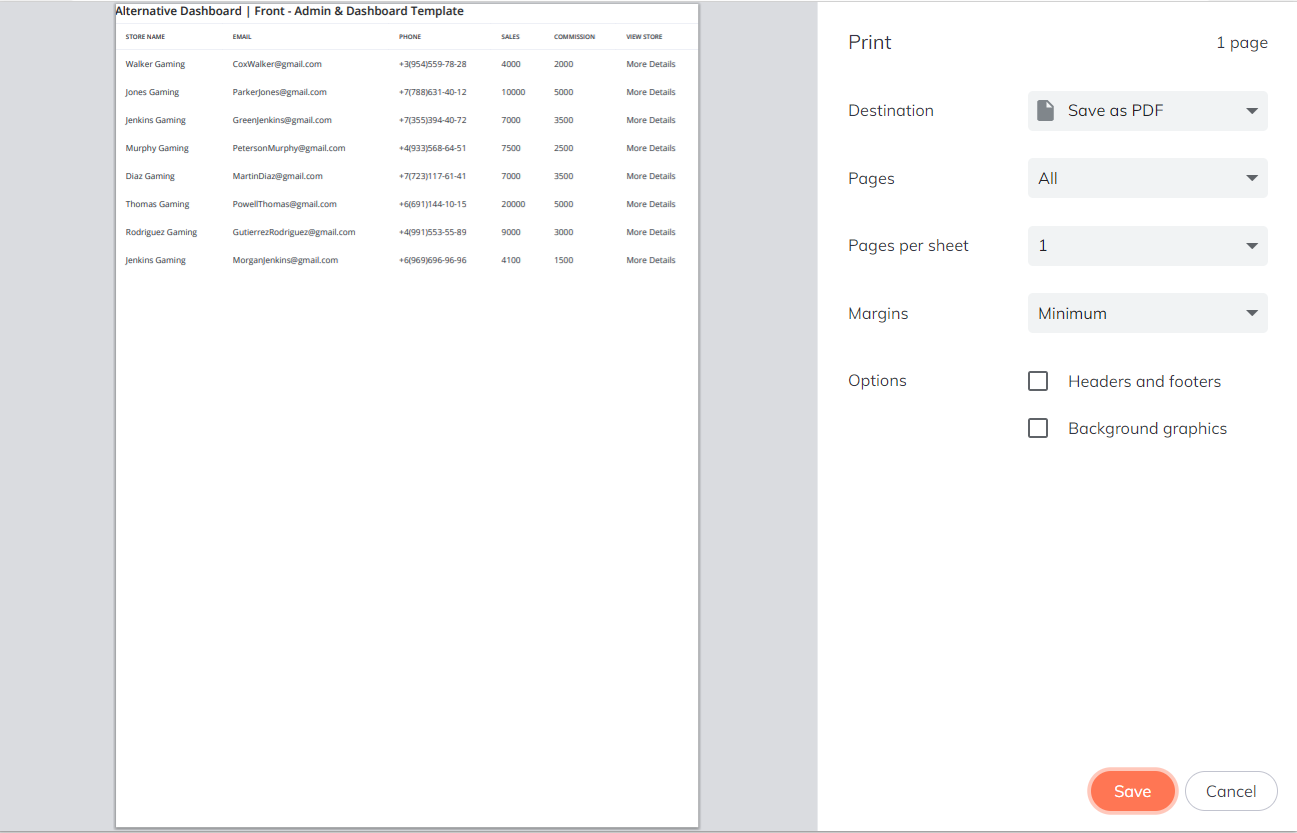 Alternative Dashboard | Front - Admin & Dashboard Template
STORE NAME EMAIL PHONE SALES COMMISSION VIEW STORE
Walker Gaming CoxWalker@gmail.com +3(954)559-78-28 4000 2000 More Details
Jones Gaming ParkerJones@gmail.com +7(788)631-40-12 10000 5000 More Details
Jenkins Gaming GreenJenkins@gmail.com +7(355)394-40-72 7000 3500 More Details
Murphy Gaming PetersonMurphy@gmail.com +4(933)568-64-51 7500 2500 More Details
Diaz Gaming MartinDiaz@gmail.com +7(723)117-61-41 7000 3500 More Details
Thomas Gaming PowellThomas@gmail.com +6(691)144-10-15 20000 5000 More Details
Rodriguez Gaming GutierrezRodriguez@gmail.com +4(991)553-55-89 9000 3000 More Details
Jenkins Gaming MorganJenkins@gmail.com +6(969)696-96-96 4100 1500 More Details
Print 1 page
Destination Save as PDF
Pages All
Pages per sheet 1
Margins Minimum
Options Headers and footers
Background graphics
Save Cancel